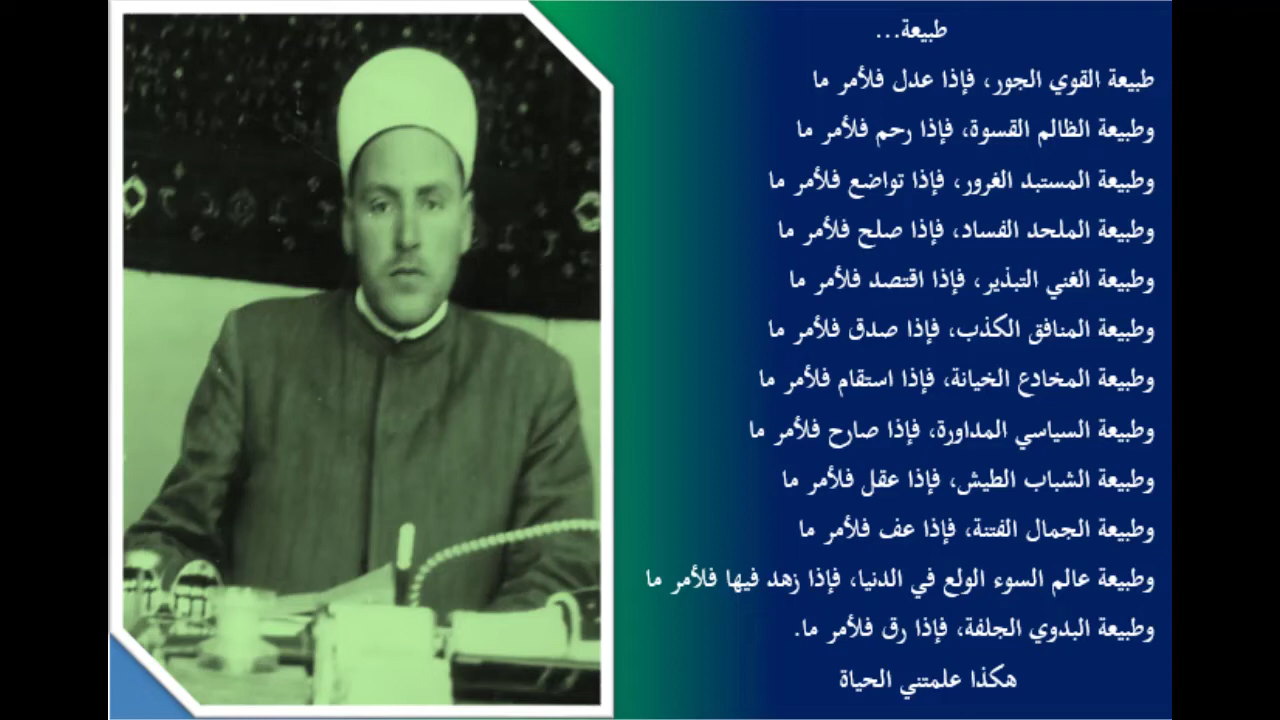 طبيعة...
طبيعة القوي الجور، فإذا عدل فلأمر ما
وطبيعة الظالم القسوة، فإذا رحم فلأمر ما
وطبيعة المستبد الغرور، فإذا تواضع فلأمر ما
وطبيعة الملحد الفساد، فإذا صلح فلأمر ما
وطبيعة الغني التبذير، فإذا اقتصد فلأمر ما
وطبيعة المنافق الكذب، فإذا صدق فلأمر ما
وطبيعة المخادع الخيانة، فإذا استقام فلأمر ما
وطبيعة السياسي المداورة، فإذا صارح فلأمر ما
وطبيعة الشباب الطيش، فإذا عقل فلأمر ما
وطبيعة الجمال الفتنة، فإذا عف فلأمر ما
وطبيعة عالم السوء الولع في الدنيا، فإذا زهد فيها فلأمر ما
وطبيعة البدوي الجلفة، فإذا رق فلأمر ما.
هكذا علمتني الحياة